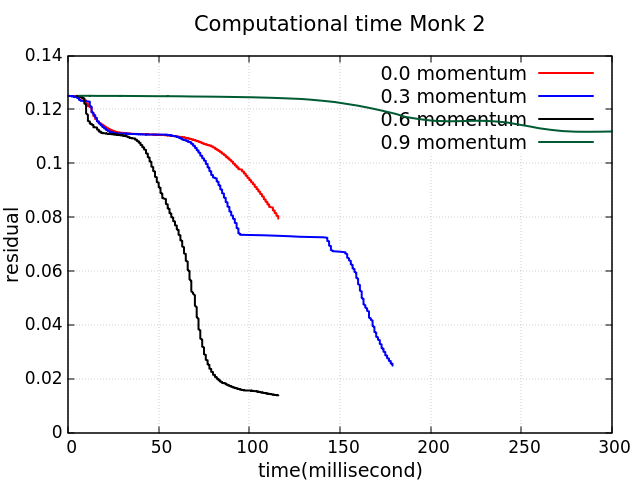 Computational time Monk 2
0.14
0.12
0.1
0.08
0.06
0.04
0.02
0
residual
0.0 momentum
0.3 momentum
0.6 momentum
0.9 momentum
0 50 100 150 200 250 300
time(millisecond)